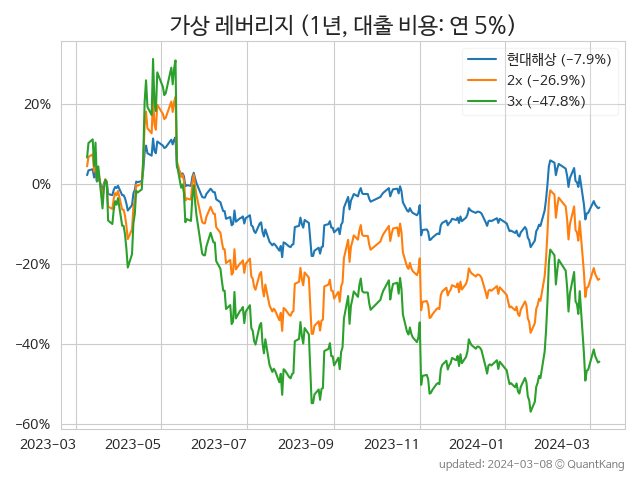 가상 레버리지 (1년, 대출 비용: 연 5%)
현대해상 (−7.9%)
2x (−26.9%)
3x (−47.8%)
20%
0%
−20%
−40%
−60%
2023-03 2023-05 2023-07 2023-09 2023-11 2024-01 2024-03
updated: 2024-03-08 ⓒ QuantKang